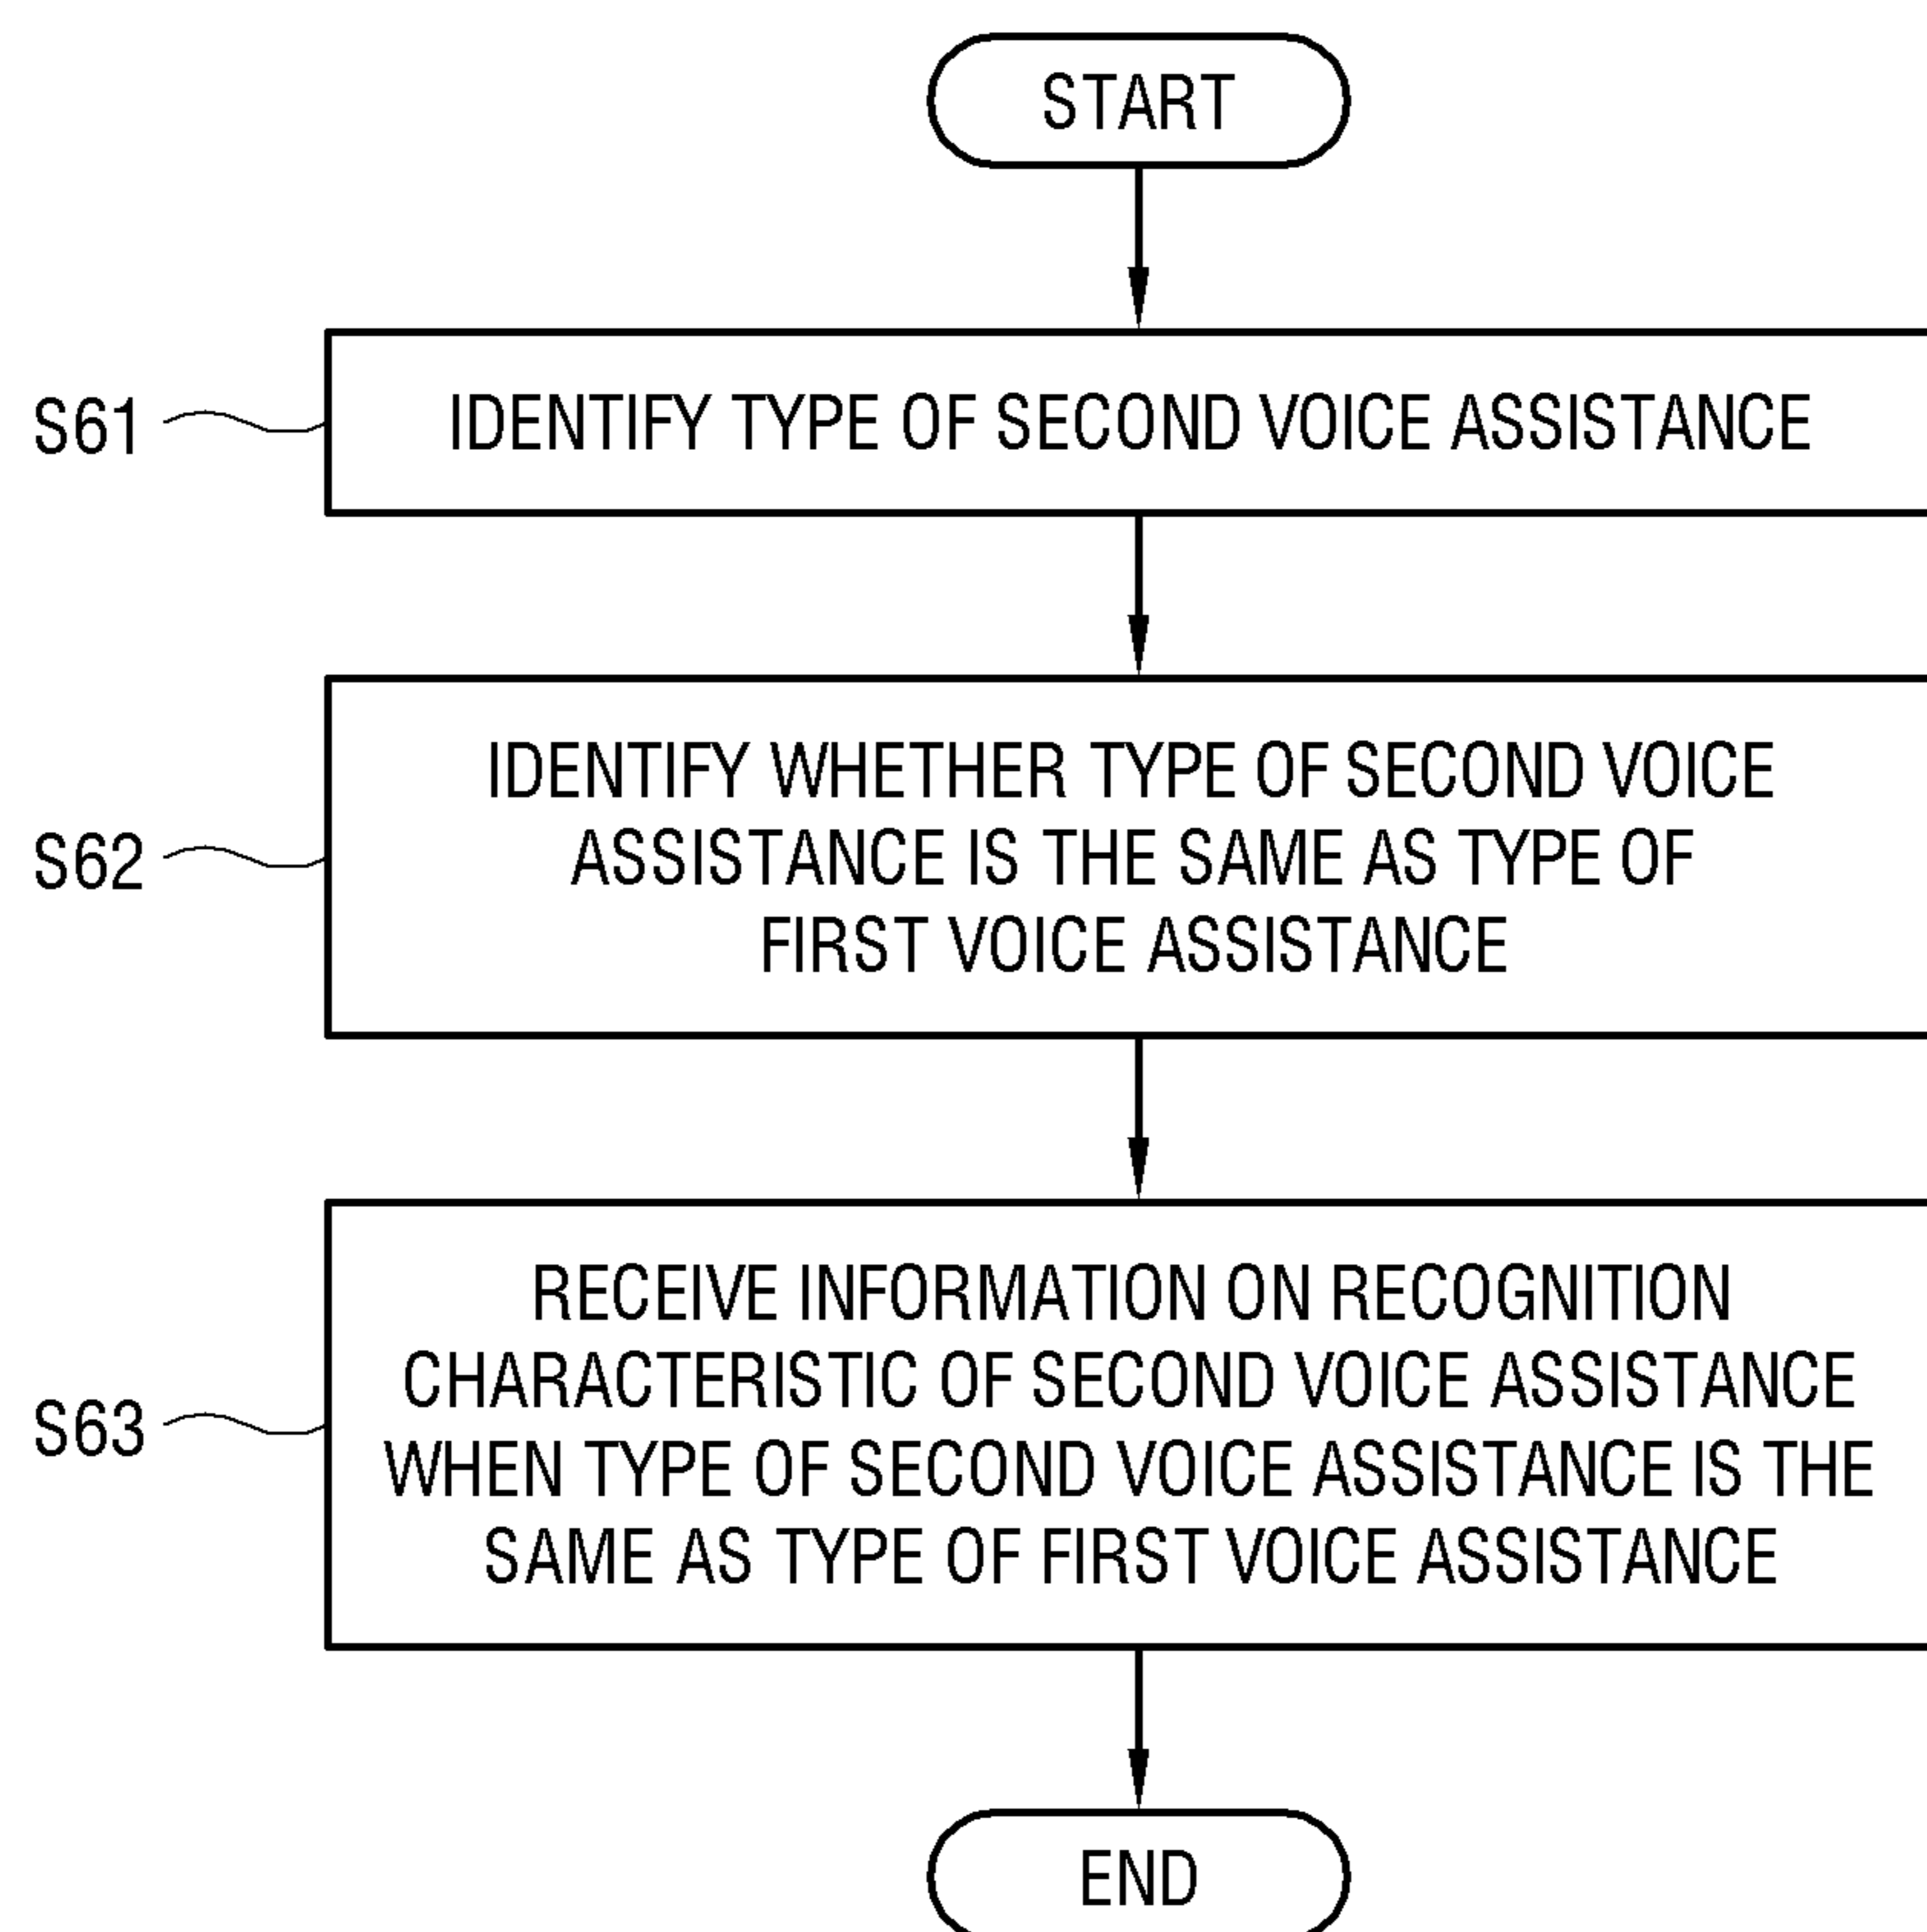 START
S61
IDENTIFY TYPE OF SECOND VOICE ASSISTANCE
S62
IDENTIFY WHETHER TYPE OF SECOND VOICE
ASSISTANCE IS THE SAME AS TYPE OF
FIRST VOICE ASSISTANCE
S63
RECEIVE INFORMATION ON RECOGNITION
CHARACTERISTIC OF SECOND VOICE ASSISTANCE
WHEN TYPE OF SECOND VOICE ASSISTANCE IS THE
SAME AS TYPE OF FIRST VOICE ASSISTANCE
END